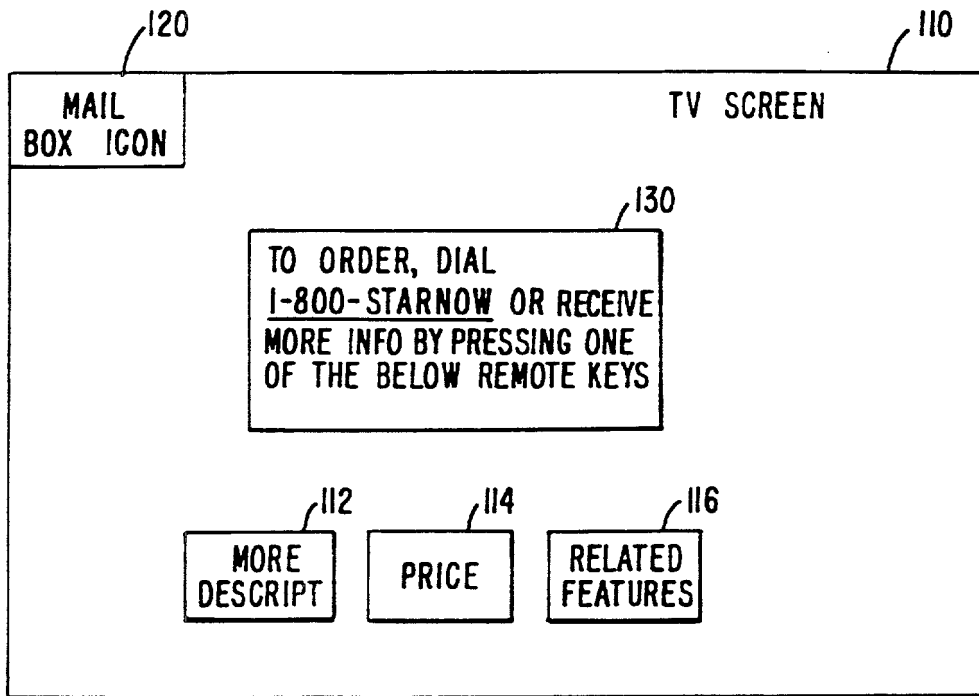 120
110
MAIL
BOX ICON
TV SCREEN
130
TO ORDER, DIAL
1-800-STARNOW OR RECEIVE
MORE INFO BY PRESSING ONE
OF THE BELOW REMOTE KEYS
112
114
116
MORE
DESCRIPT
PRICE
RELATED
FEATURES